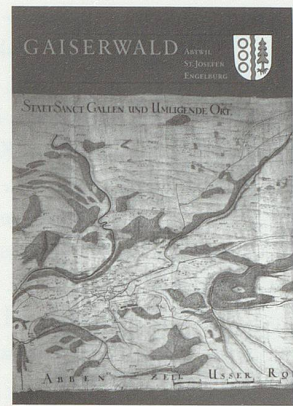 GAISERWALD
ABTWIL
ST. JOSEFEN
ENGELBURG
STATT SANCT GALLEN UND UMLIGENDE ORT.
ABBEN ZELL USSER RO